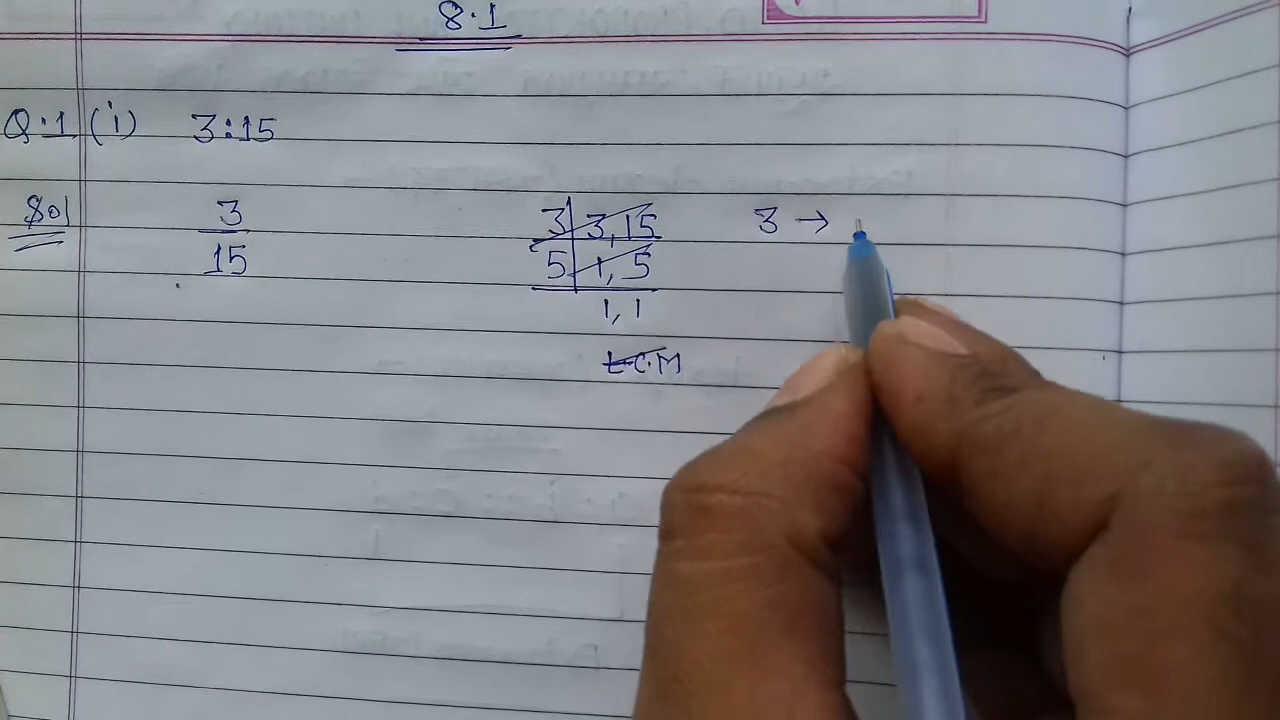 8.1
Q.1 (i) 3:15
Sol 3 3 3,15 3 →
15 5 1, 5
1, 1
L.C.M